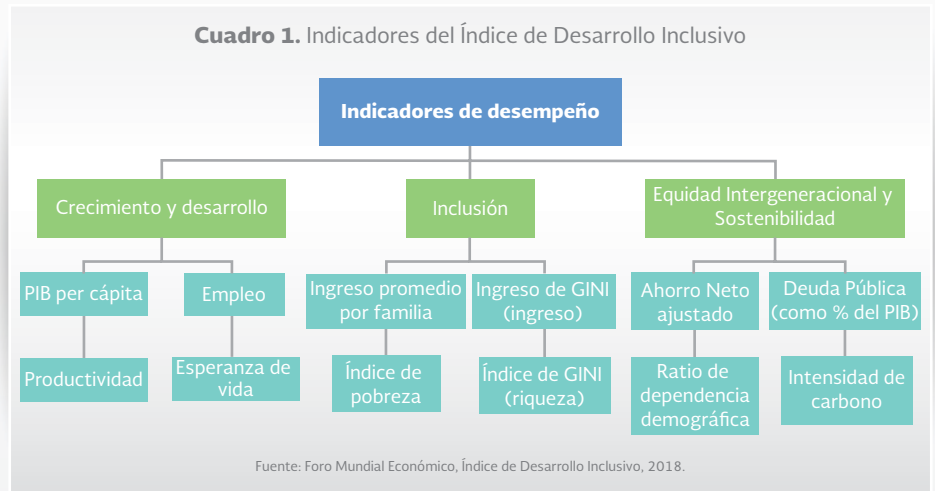 Cuadro 1. Indicadores del Índice de Desarrollo Inclusivo
Indicadores de desempeño
Crecimiento y desarrollo
Inclusión
Equidad Intergeneracional y
Sostenibilidad
PIB per cápita
Empleo
Ingreso promedio
por familia
Ingreso de GINI
(ingreso)
Ahorro Neto
ajustado
Deuda Pública
(como % del PIB)
Productividad
Esperanza de
vida
Índice de
pobreza
Índice de GINI
(riqueza)
Ratio de
dependencia
demográfica
Intensidad de
carbono
Fuente: Foro Mundial Económico, Índice de Desarrollo Inclusivo, 2018.